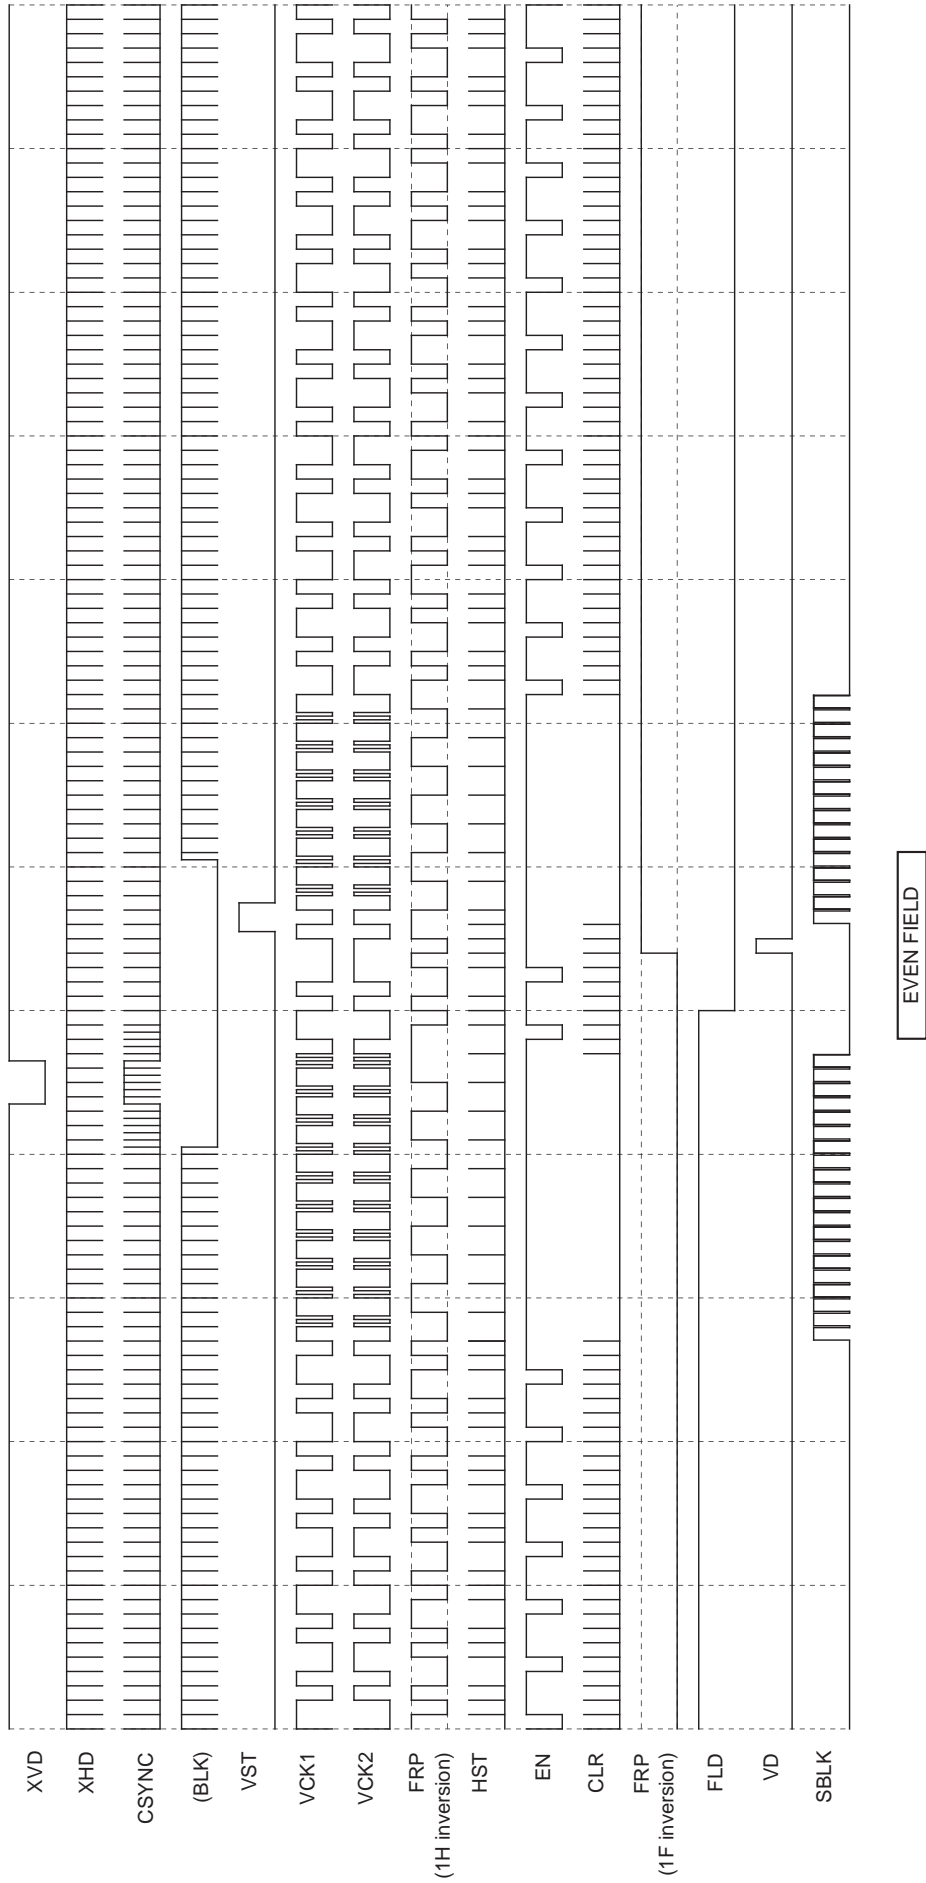 XVD
XHD
CSYNC
(BLK)
VST
VCK1
VCK2
FRP
(1H inversion)
HST
EN
CLR
FRP
(1F inversion)
FLD
VD
SBLK
EVEN FIELD